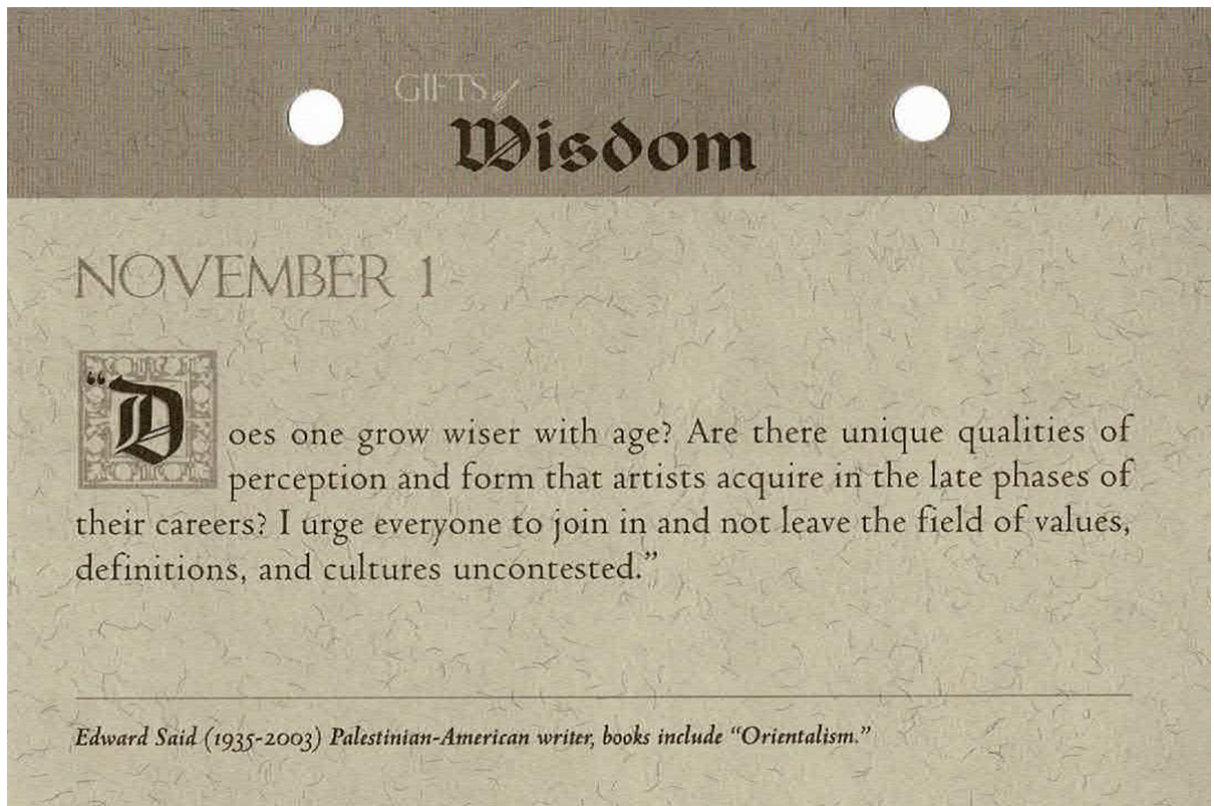 GIFTS of
Wisdom
NOVEMBER 1
“Does one grow wiser with age? Are there unique qualities of
perception and form that artists acquire in the late phases of
their careers? I urge everyone to join in and not leave the field of values,
definitions, and cultures uncontested.”
Edward Said (1935-2003) Palestinian-American writer, books include “Orientalism.”